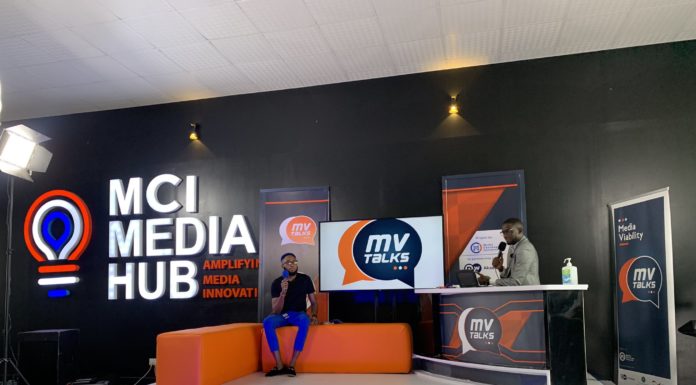 MCI
MEDIA
HUB
AMPLIFYIN
MEDIA
INNOVATI
mv
TALKS
mv
TALKS
mv
TALKS
Media
Viability
mv
TALKS